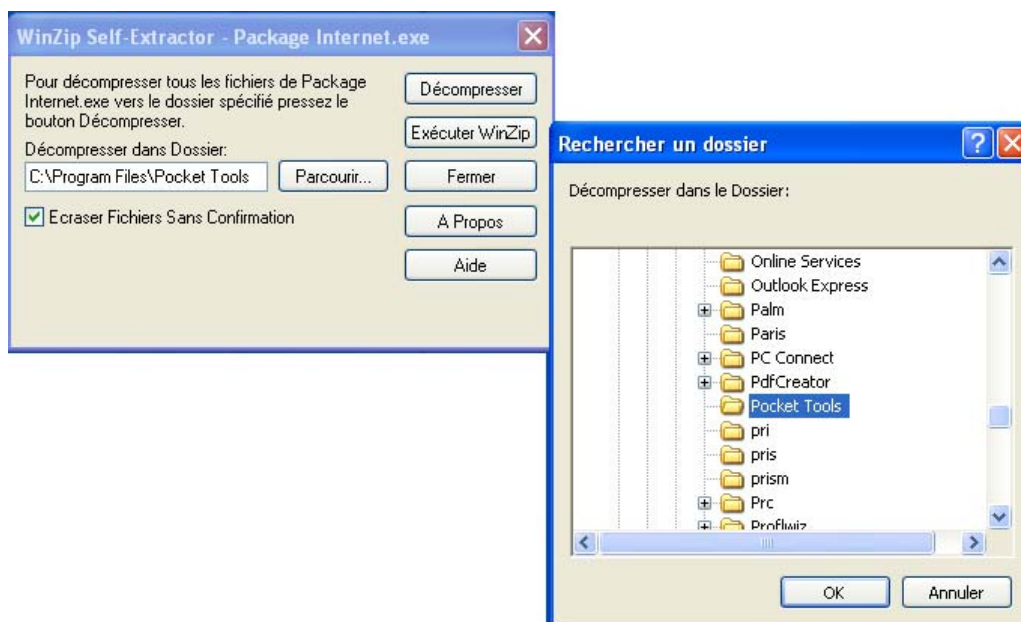 WinZip Self-Extractor - Package Internet.exe
Pour décompresser tous les fichiers de Package
Internet.exe vers le dossier spécifié pressez le
bouton Décompresser.
Décompresser dans Dossier:
C:\Program Files\Pocket Tools
Parcourir...
Ecraser Fichiers Sans Confirmation
Décompresser
Exécuter WinZip
Fermer
A Propos
Aide
Rechercher un dossier
Décompresser dans le Dossier:
Online Services
Outlook Express
Palm
Paris
PC Connect
PdfCreator
Pocket Tools
pri
pris
prism
Prc
Proflwiz
OK
Annuler